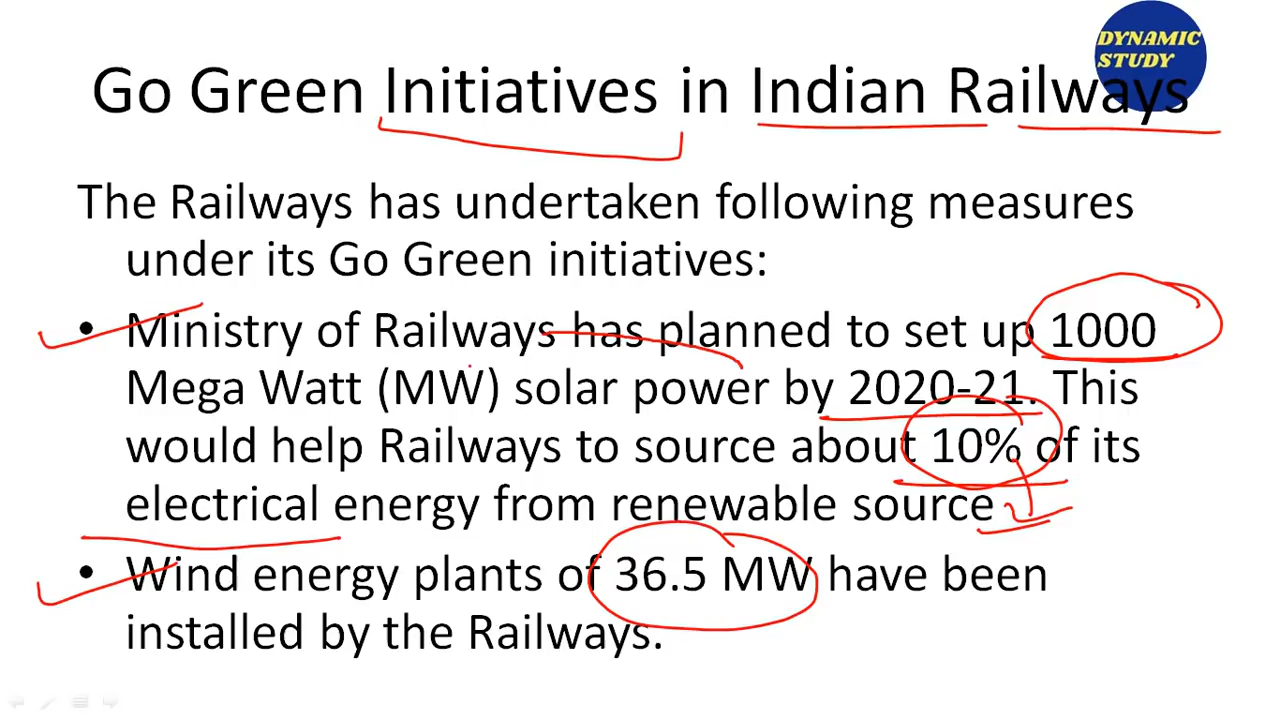 DYNAMIC
STUDY
Go Green Initiatives in Indian Railways
The Railways has undertaken following measures
under its Go Green initiatives:
• Ministry of Railways has planned to set up 1000
Mega Watt (MW) solar power by 2020-21. This
would help Railways to source about 10% of its
electrical energy from renewable source
• Wind energy plants of 36.5 MW have been
installed by the Railways.